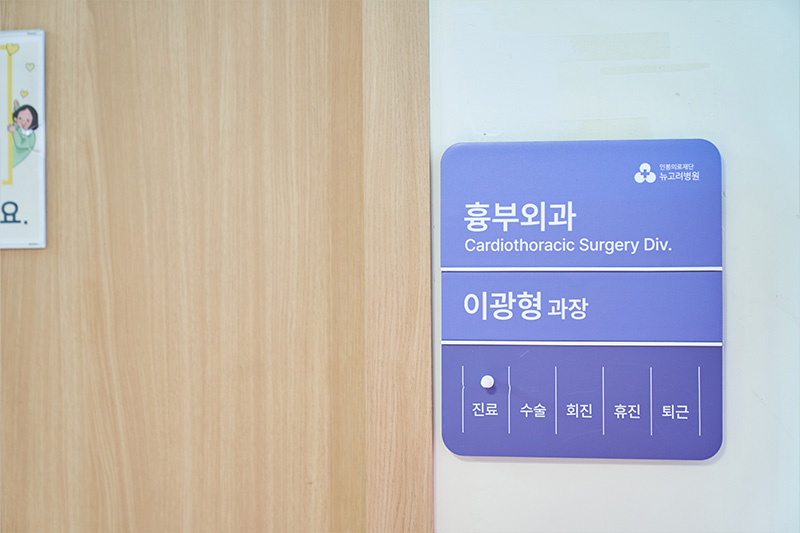 요.
인봉의료재단
뉴고려병원
흉부외과
Cardiothoracic Surgery Div.
이광형 과장
진료 수술 회진 휴진 퇴근